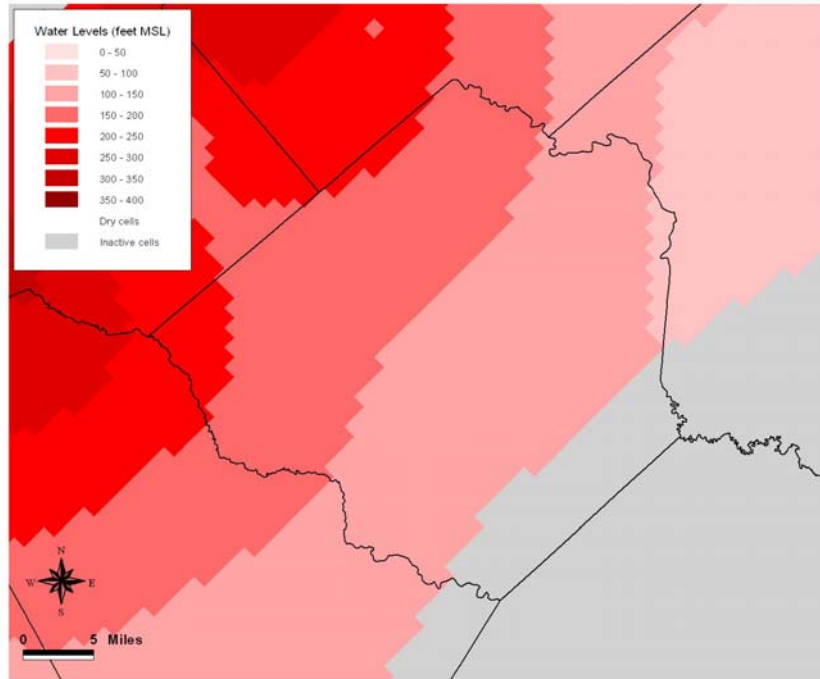 Water Levels (feet MSL)
0 - 50
50 - 100
100 - 150
150 - 200
200 - 250
250 - 300
300 - 350
350 - 400
Dry cells
Inactive cells
N
W E
S
0 5 Miles